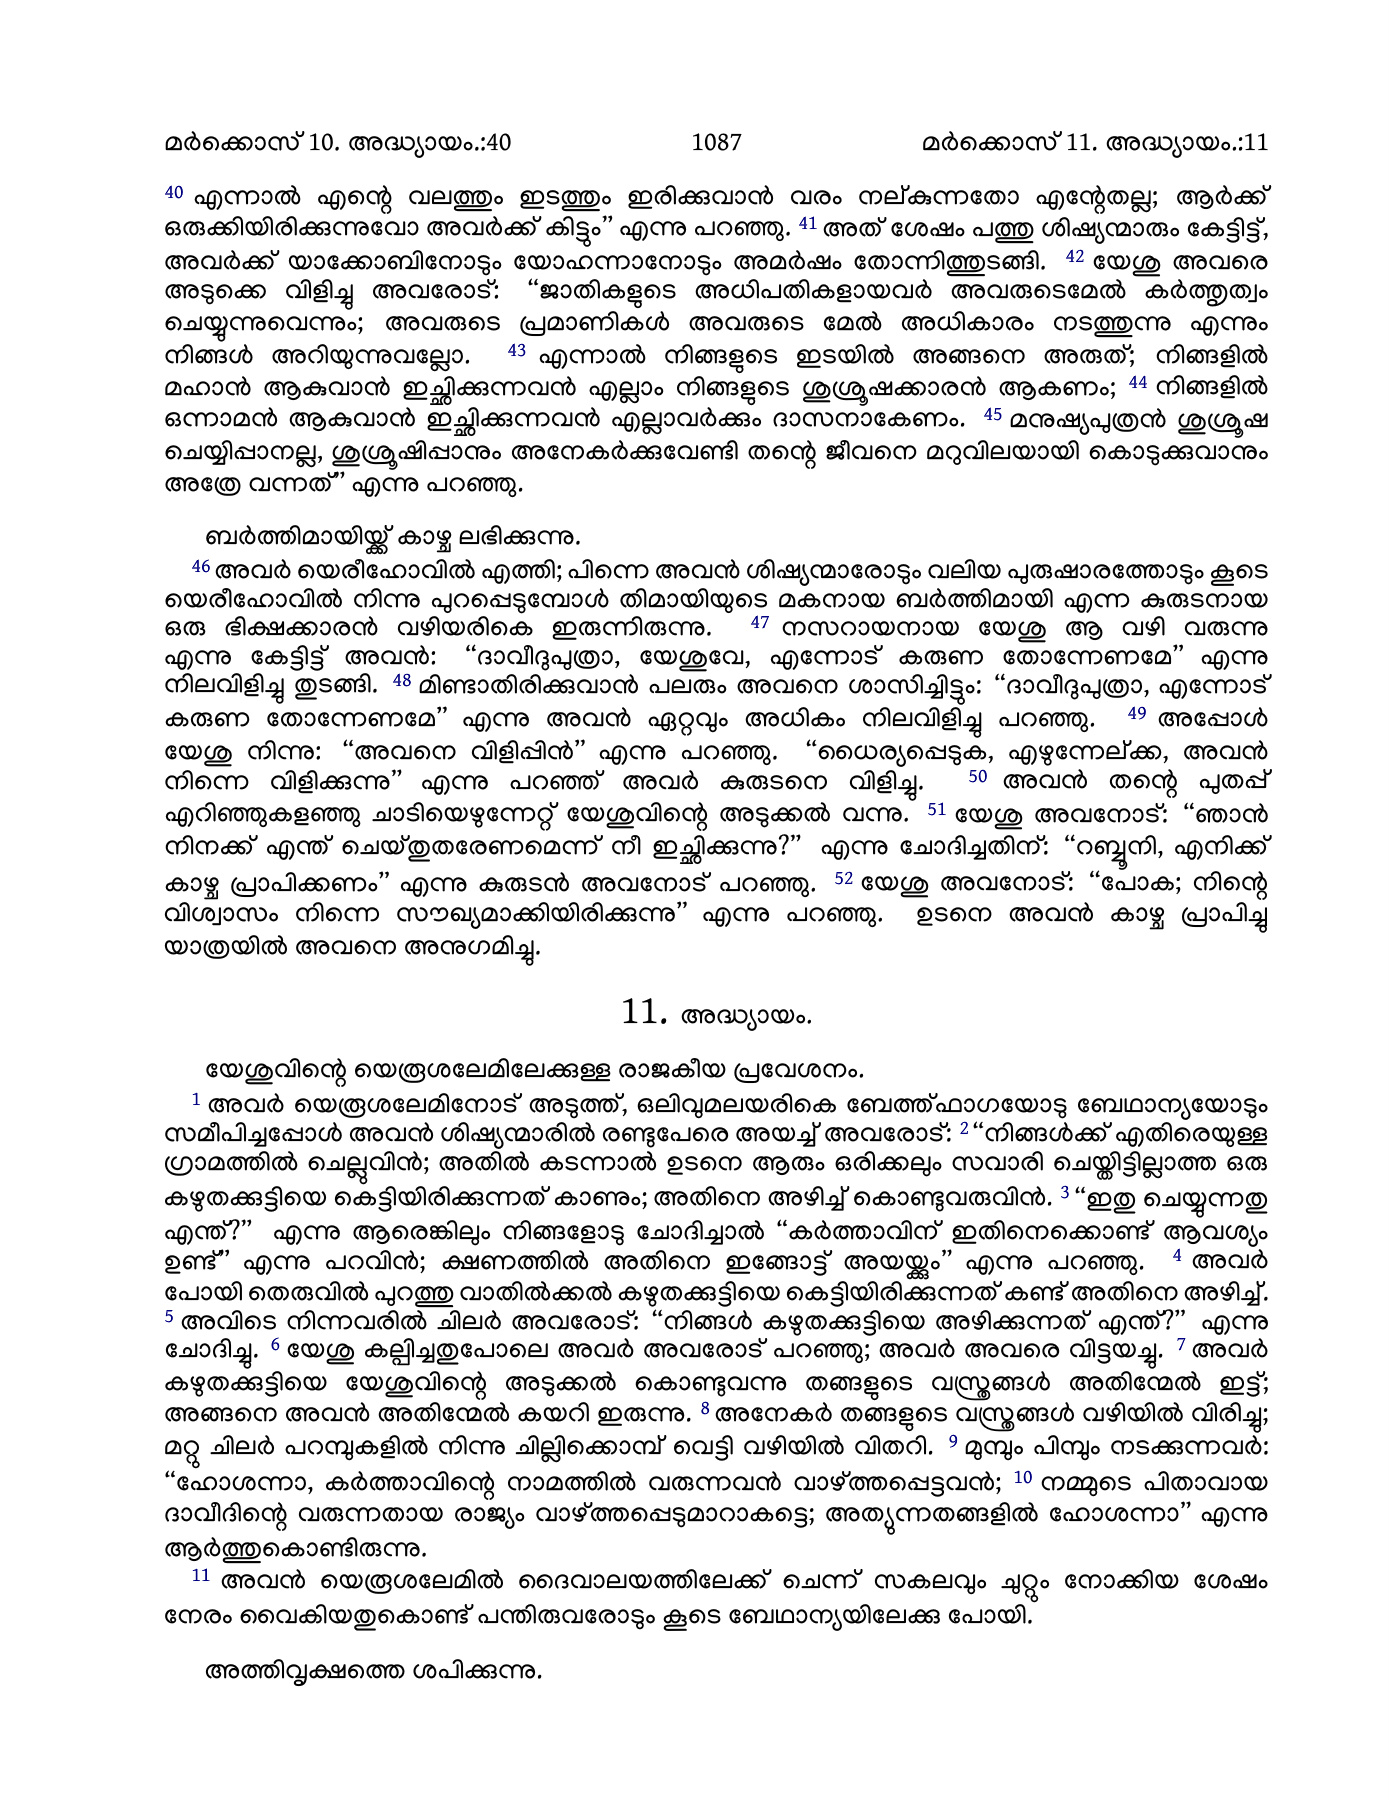 മർക്കൊസ് 10. അദ്ധ്യായം.:40 1087 മർക്കൊസ് 11. അദ്ധ്യായം.:11
40 എന്നാൽ എന്റെ വലത്തും ഇടത്തും ഇരിക്കുവാൻ വരം നല്കുന്നതോ എന്റേതല്ല; ആർക്ക്
ഒരുക്കിയിരിക്കുന്നുവോ അവർക്ക് കിട്ടും” എന്നു പറഞ്ഞു. 41 അത് ശേഷം പത്തു ശിഷ്യന്മാരും കേട്ടിട്ട്,
അവർക്ക് യാക്കോബിനോടും യോഹന്നാനോടും അമർഷം തോന്നിത്തുടങ്ങി. 42 യേശു അവരെ
അടുക്കെ വിളിച്ചു അവരോട്: “ജാതികളുടെ അധിപതികളായവർ അവരുടെമേൽ കർത്തൃത്വം
ചെയ്യുന്നുവെന്നും; അവരുടെ പ്രമാണികൾ അവരുടെ മേൽ അധികാരം നടത്തുന്നു എന്നും
നിങ്ങൾ അറിയുന്നുവല്ലോ. 43 എന്നാൽ നിങ്ങളുടെ ഇടയിൽ അങ്ങനെ അരുത്; നിങ്ങളിൽ
മഹാൻ ആകുവാൻ ഇച്ഛിക്കുന്നവൻ എല്ലാം നിങ്ങളുടെ ശുശ്രൂഷക്കാരൻ ആകണം; 44 നിങ്ങളിൽ
ഒന്നാമൻ ആകുവാൻ ഇച്ഛിക്കുന്നവൻ എല്ലാവർക്കും ദാസനാകേണം. 45 മനുഷ്യപുത്രൻ ശുശ്രൂഷ
ചെയ്യിപ്പാനല്ല, ശുശ്രൂഷിപ്പാനും അനേകർക്കുവേണ്ടി തന്റെ ജീവനെ മറുവിലയായി കൊടുക്കുവാനും
അത്രേ വന്നത്” എന്നു പറഞ്ഞു.
ബർത്തിമായിയ്ക്ക് കാഴ്ച ലഭിക്കുന്നു.
46 അവർ യെരീഹോവിൽ എത്തി; പിന്നെ അവൻ ശിഷ്യന്മാരോടും വലിയ പുരുഷാരത്തോടും കൂടെ
യെരീഹോവിൽ നിന്നു പുറപ്പെടുമ്പോൾ തിമായിയുടെ മകനായ ബർത്തിമായി എന്ന കുരുടനായ
ഒരു ഭിക്ഷക്കാരൻ വഴിയരികെ ഇരുന്നിരുന്നു. 47 നസറായനായ യേശു ആ വഴി വരുന്നു
എന്നു കേട്ടിട്ട് അവൻ: “ദാവീദുപുത്രാ, യേശുവേ, എന്നോട് കരുണ തോന്നേണമേ” എന്നു
നിലവിളിച്ചു തുടങ്ങി. 48 മിണ്ടാതിരിക്കുവാൻ പലരും അവനെ ശാസിച്ചിട്ടും: “ദാവീദുപുത്രാ, എന്നോട്
കരുണ തോന്നേണമേ” എന്നു അവൻ ഏറ്റവും അധികം നിലവിളിച്ചു പറഞ്ഞു. 49 അപ്പോൾ
യേശു നിന്നു: “അവനെ വിളിപ്പിൻ” എന്നു പറഞ്ഞു. “ധൈര്യപ്പെടുക, എഴുന്നേല്ക്ക, അവൻ
നിന്നെ വിളിക്കുന്നു” എന്നു പറഞ്ഞ് അവർ കുരുടനെ വിളിച്ചു. 50 അവൻ തന്റെ പുതപ്പ്
എറിഞ്ഞുകളഞ്ഞു ചാടിയെഴുന്നേറ്റ് യേശുവിന്റെ അടുക്കൽ വന്നു. 51 യേശു അവനോട്: “ഞാൻ
നിനക്ക് എന്ത് ചെയ്തുതരേണമെന്ന് നീ ഇച്ഛിക്കുന്നു?” എന്നു ചോദിച്ചതിന്: “റബ്ബൂനി, എനിക്ക്
കാഴ്ച പ്രാപിക്കണം” എന്നു കുരുടൻ അവനോട് പറഞ്ഞു. 52 യേശു അവനോട്: “പോക; നിന്റെ
വിശ്വാസം നിന്നെ സൗഖ്യമാക്കിയിരിക്കുന്നു” എന്നു പറഞ്ഞു. ഉടനെ അവൻ കാഴ്ച പ്രാപിച്ചു
യാത്രയിൽ അവനെ അനുഗമിച്ചു.
11. അദ്ധ്യായം.
യേശുവിന്റെ യെരൂശലേമിലേക്കുള്ള രാജകീയ പ്രവേശനം.
1 അവർ യെരൂശലേമിനോട് അടുത്ത്, ഒലിവുമലയരികെ ബേത്ത്ഫാഗയോടു ബേഥാന്യയോടും
സമീപിച്ചപ്പോൾ അവൻ ശിഷ്യന്മാരിൽ രണ്ടുപേരെ അയച്ച് അവരോട്: 2 “നിങ്ങൾക്ക് എതിരെയുള്ള
ഗ്രാമത്തിൽ ചെല്ലുവിൻ; അതിൽ കടന്നാൽ ഉടനെ ആരും ഒരിക്കലും സവാരി ചെയ്തിട്ടില്ലാത്ത ഒരു
കഴുതക്കുട്ടിയെ കെട്ടിയിരിക്കുന്നത് കാണും; അതിനെ അഴിച്ച് കൊണ്ടുവരുവിൻ. 3 “ഇതു ചെയ്യുന്നതു
എന്ത്?” എന്നു ആരെങ്കിലും നിങ്ങളോടു ചോദിച്ചാൽ “കർത്താവിന് ഇതിനെക്കൊണ്ട് ആവശ്യം
ഉണ്ട്” എന്നു പറവിൻ; ക്ഷണത്തിൽ അതിനെ ഇങ്ങോട്ട് അയയ്ക്കും” എന്നു പറഞ്ഞു. 4 അവർ
പോയി തെരുവിൽ പുറത്തു വാതിൽക്കൽ കഴുതക്കുട്ടിയെ കെട്ടിയിരിക്കുന്നത് കണ്ട് അതിനെ അഴിച്ച്.
5 അവിടെ നിന്നവരിൽ ചിലർ അവരോട്: “നിങ്ങൾ കഴുതക്കുട്ടിയെ അഴിക്കുന്നത് എന്ത്?” എന്നു
ചോദിച്ചു. 6 യേശു കല്പിച്ചതുപോലെ അവർ അവരോട് പറഞ്ഞു; അവർ അവരെ വിട്ടയച്ചു. 7 അവർ
കഴുതക്കുട്ടിയെ യേശുവിന്റെ അടുക്കൽ കൊണ്ടുവന്നു തങ്ങളുടെ വസ്ത്രങ്ങൾ അതിന്മേൽ ഇട്ട്;
അങ്ങനെ അവൻ അതിന്മേൽ കയറി ഇരുന്നു. 8 അനേകർ തങ്ങളുടെ വസ്ത്രങ്ങൾ വഴിയിൽ വിരിച്ചു;
മറ്റു ചിലർ പറമ്പുകളിൽ നിന്നു ചില്ലിക്കൊമ്പ് വെട്ടി വഴിയിൽ വിതറി. 9 മുമ്പും പിമ്പും നടക്കുന്നവർ:
“ഹോശന്നാ, കർത്താവിന്റെ നാമത്തിൽ വരുന്നവൻ വാഴ്ത്തപ്പെട്ടവൻ; 10 നമ്മുടെ പിതാവായ
ദാവീദിന്റെ വരുന്നതായ രാജ്യം വാഴ്ത്തപ്പെടുമാറാകട്ടെ; അത്യുന്നതങ്ങളിൽ ഹോശന്നാ” എന്നു
ആർത്തുകൊണ്ടിരുന്നു.
11 അവൻ യെരൂശലേമിൽ ദൈവാലയത്തിലേക്ക് ചെന്ന് സകലവും ചുറ്റും നോക്കിയ ശേഷം
നേരം വൈകിയതുകൊണ്ട് പന്തിരുവരോടും കൂടെ ബേഥാന്യയിലേക്കു പോയി.
അത്തിവൃക്ഷത്തെ ശപിക്കുന്നു.